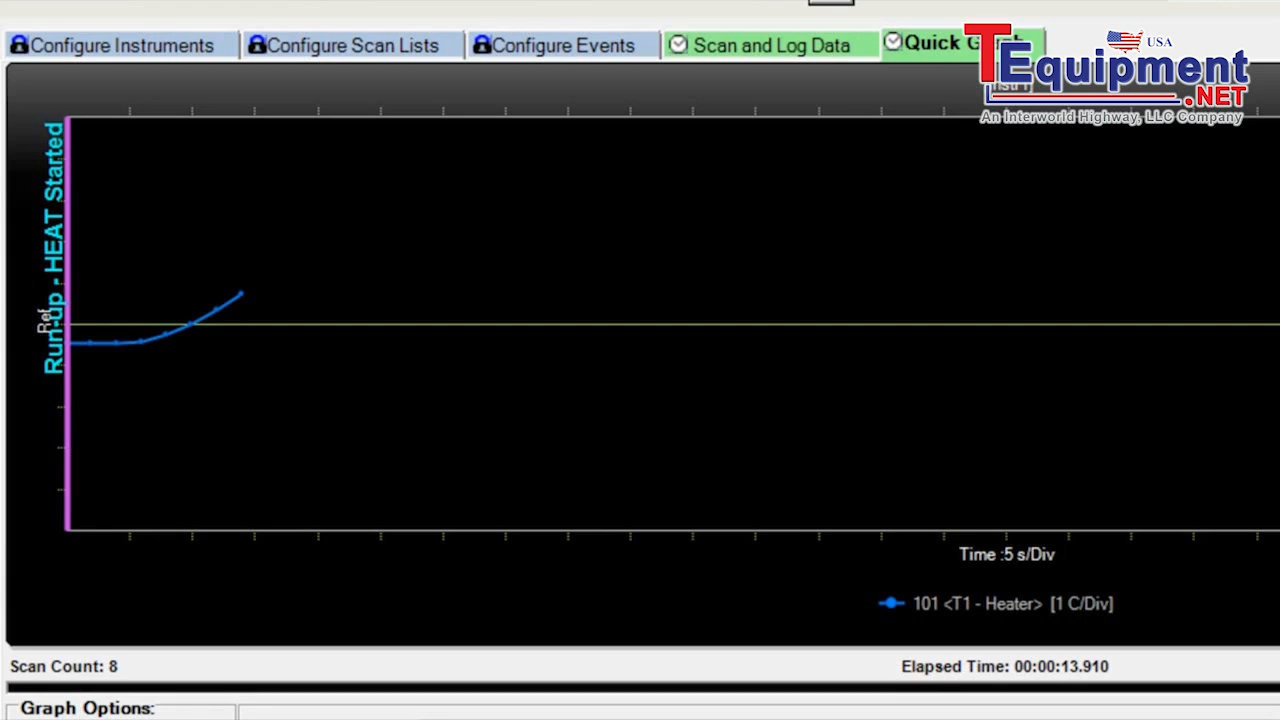 Configure Instruments
Configure Scan List
Configure Events
Scan and Log Data
Quick
TEquipment
.NET
USA
An Interworld Highway, LLC Company
Run-up - HEAT Started
Ref
Time :5 s/Div
101 <T1 - Heater> [1 C/Div]
Scan Count: 8
Elapsed Time: 00:00:13.910
Graph Options: